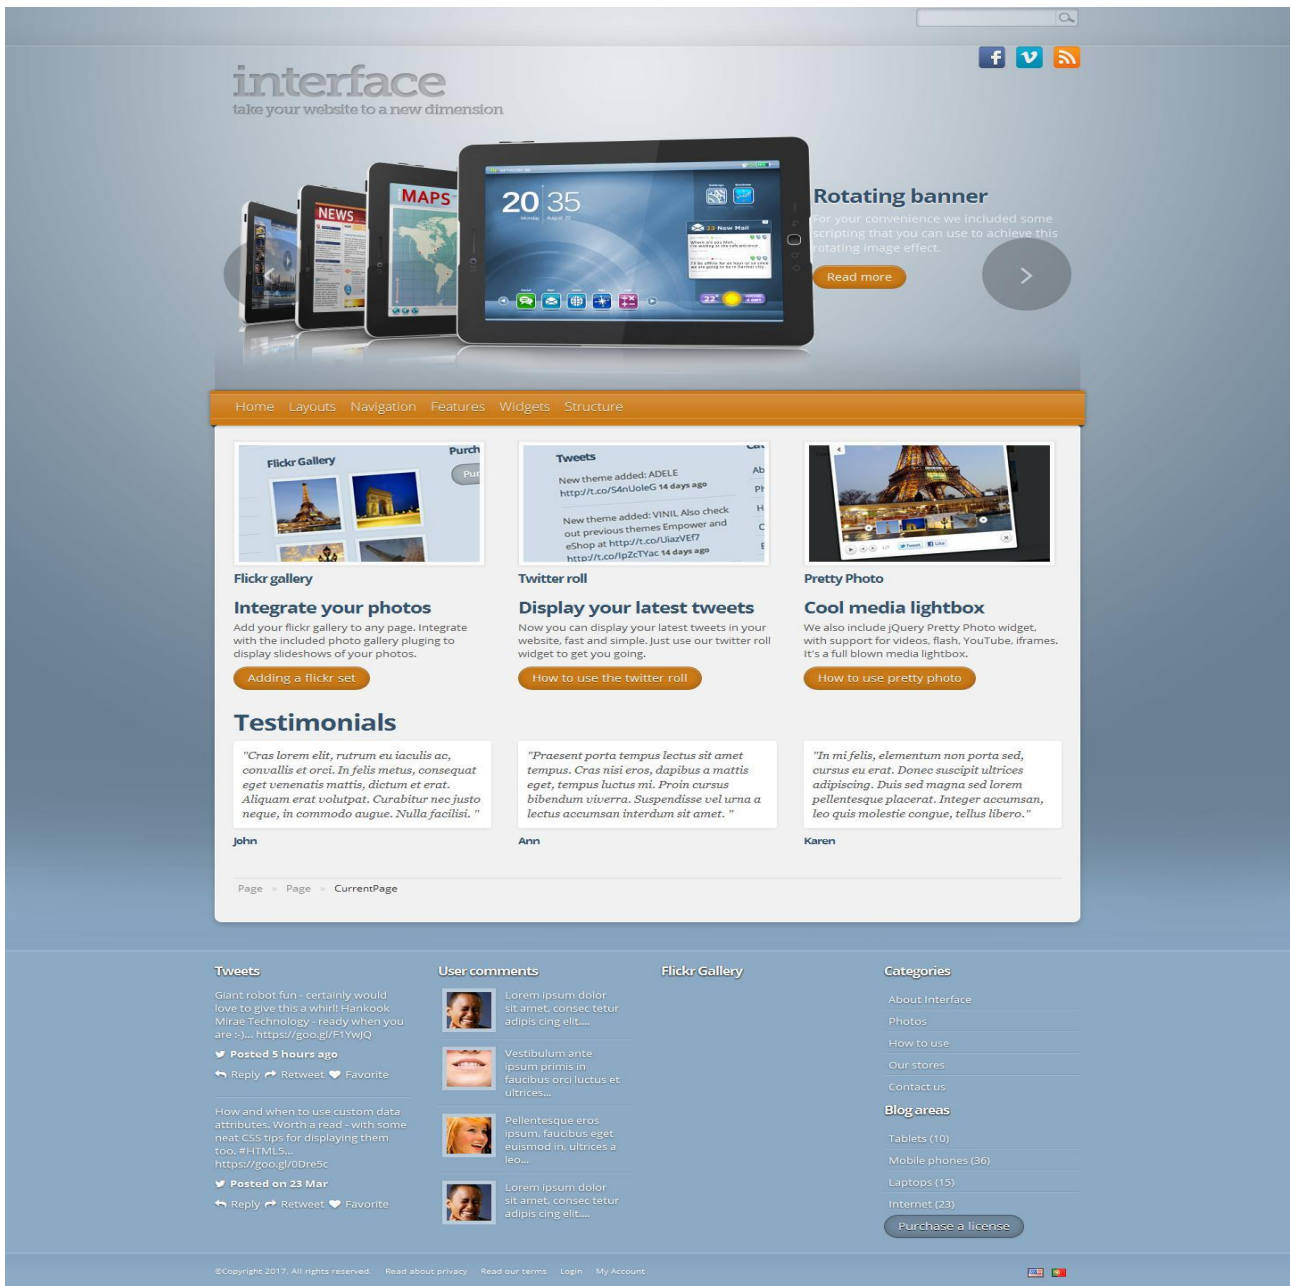 interface
take your website to a new dimension
NEWS
MAPS
20 35
Monday August 22
23 New Mail
22°
Rotating banner
For your convenience we included some
scripting that you can use to achieve this
rotating image effect.
Read more
Home Layouts Navigation Features Widgets Structure
Flickr Gallery
Purch
Pur
Tweets
New theme added: ADELE
http://t.co/S4nUoleG 14 days ago
New theme added: VINIL Also check
out previous themes Empower and
eShop at http://t.co/UiazVEf7
http://t.co/IpZcTYac 14 days ago
Cat
Ab
Ph
H
C
Tweet Like
Flickr gallery
Integrate your photos
Add your flickr gallery to any page. Integrate
with the included photo gallery pluging to
display slideshows of your photos.
Adding a flickr set
Twitter roll
Display your latest tweets
Now you can display your latest tweets in your
website, fast and simple. Just use our twitter roll
widget to get you going.
How to use the twitter roll
Pretty Photo
Cool media lightbox
We also include jQuery Pretty Photo widget,
with support for videos, flash, YouTube, iframes.
It's a full blown media lightbox.
How to use pretty photo
Testimonials
"Cras lorem elit, rutrum eu iaculis ac,
convallis et orci. In felis metus, consequat
eget venenatis mattis, dictum et erat.
Aliquam erat volutpat. Curabitur nec justo
neque, in commodo augue. Nulla facilisi. "
John
"Praesent porta tempus lectus sit amet
tempus. Cras nisi eros, dapibus a mattis
eget, tempus luctus mi. Proin cursus
bibendum viverra. Suspendisse vel urna a
lectus accumsan interdum sit amet. "
Ann
"In mi felis, elementum non porta sed,
cursus eu erat. Donec suscipit ultrices
adipiscing. Duis sed magna sed lorem
pellentesque placerat. Integer accumsan,
leo quis molestie congue, tellus libero."
Karen
Page » Page » CurrentPage
Tweets
Giant robot fun - certainly would
love to give this a whirl! Hankook
Mirae Technology - ready when you
are :-)... https://goo.gl/F1YwJQ
Posted 5 hours ago
Reply Retweet Favorite
How and when to use custom data
attributes. Worth a read - with some
neat CSS tips for displaying them
too. #HTML5...
https://goo.gl/0Dre5c
Posted on 23 Mar
Reply Retweet Favorite
User comments
Lorem ipsum dolor
sit amet, consec tetur
adipis cing elit....
Vestibulum ante
ipsum primis in
faucibus orci luctus et
ultrices...
Pellentesque eros
ipsum, faucibus eget
euismod in, ultrices a
leo...
Lorem ipsum dolor
sit amet, consec tetur
adipis cing elit....
Flickr Gallery
Categories
About Interface
Photos
How to use
Our stores
Contact us
Blog areas
Tablets (10)
Mobile phones (36)
Laptops (15)
Internet (23)
Purchase a license
©Copyright 2017. All rights reserved. Read about privacy Read our terms Login My Account